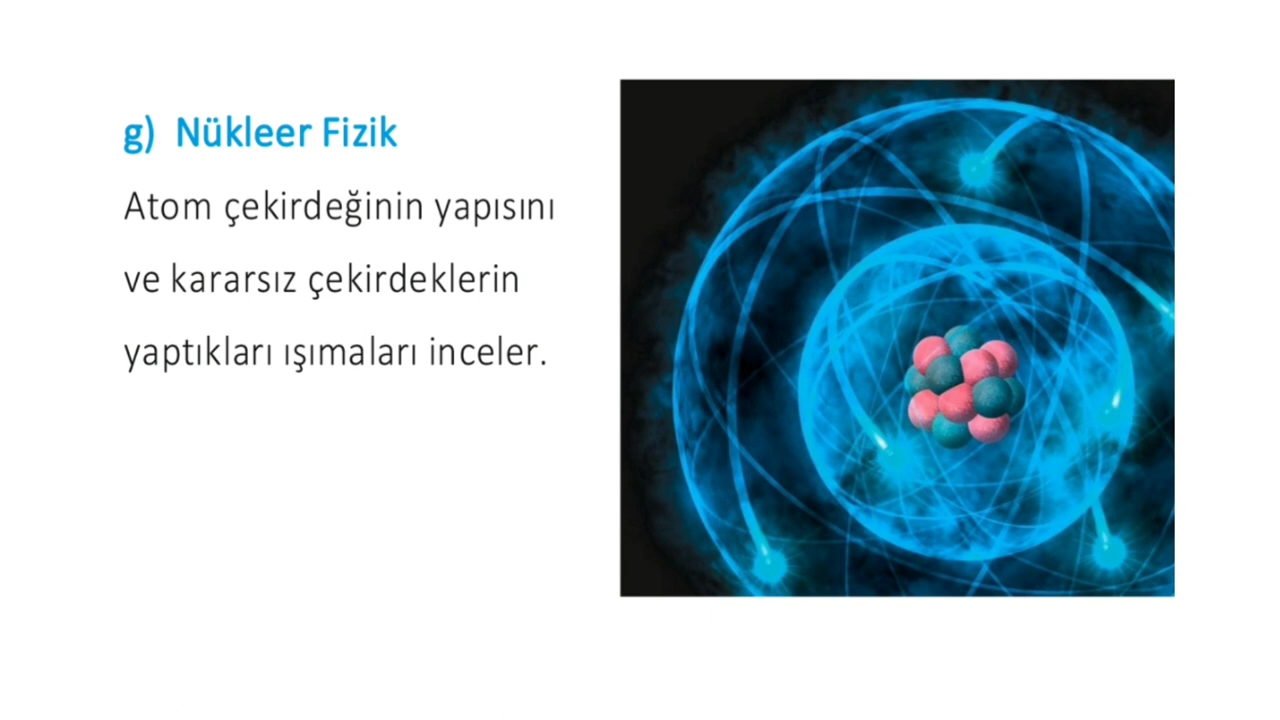 g) Nükleer Fizik
Atom çekirdeğinin yapısını
ve kararsız çekirdeklerin
yaptıkları ışımaları inceler.